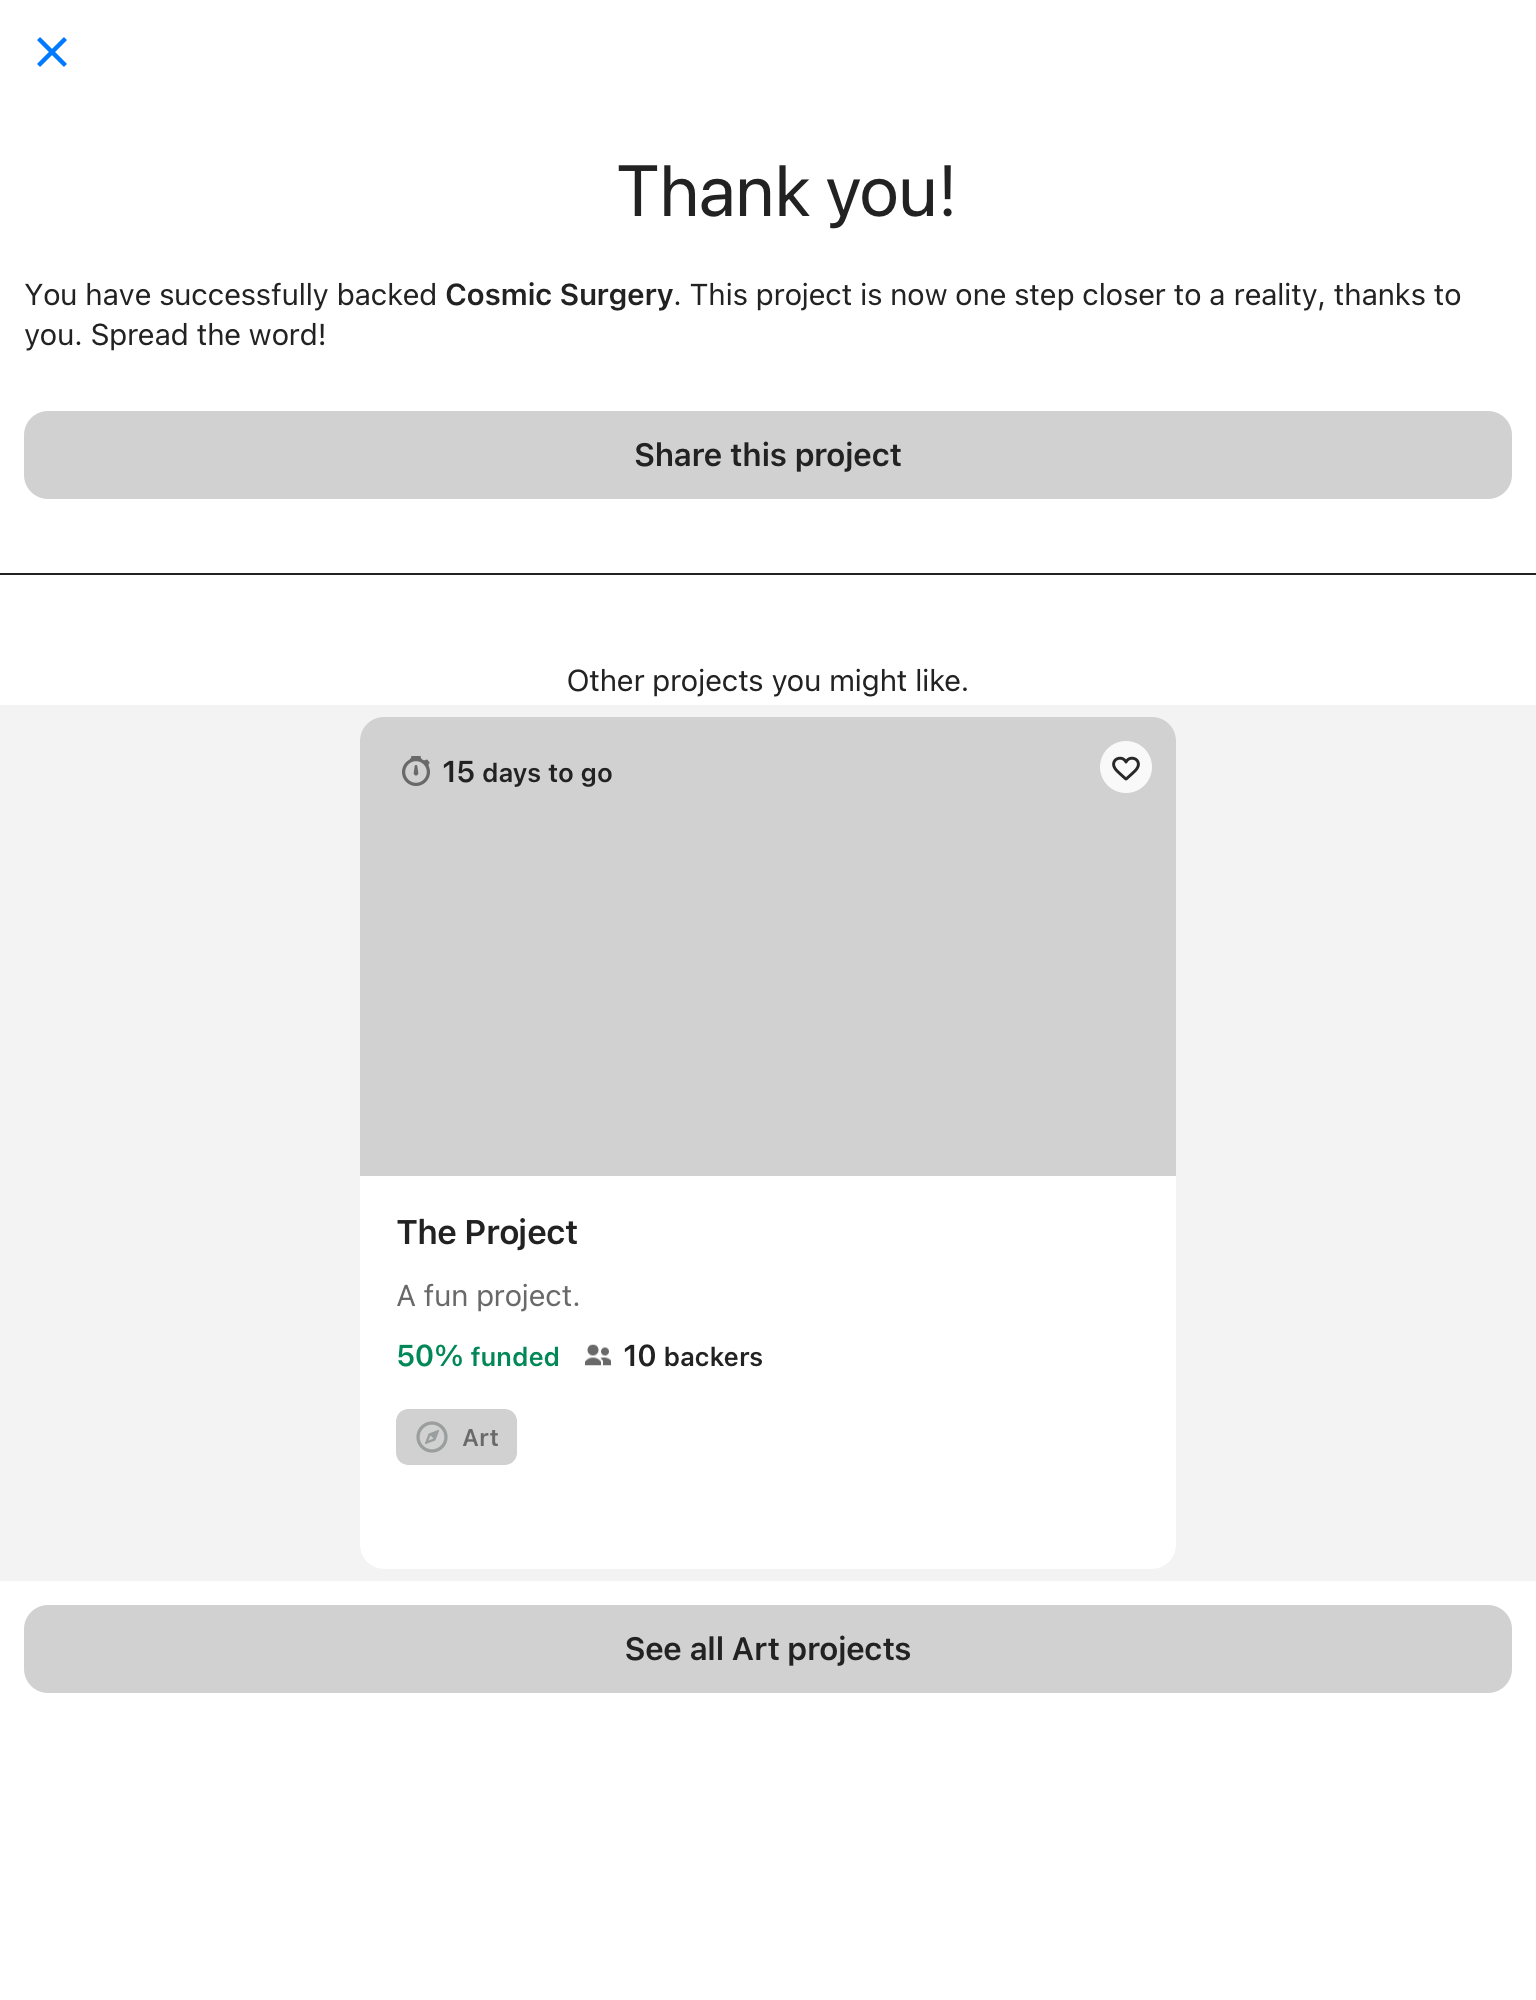 Thank you!
You have successfully backed Cosmic Surgery. This project is now one step closer to a reality, thanks to
you. Spread the word!
Share this project
Other projects you might like.
15 days to go
The Project
A fun project.
50% funded 10 backers
Art
See all Art projects